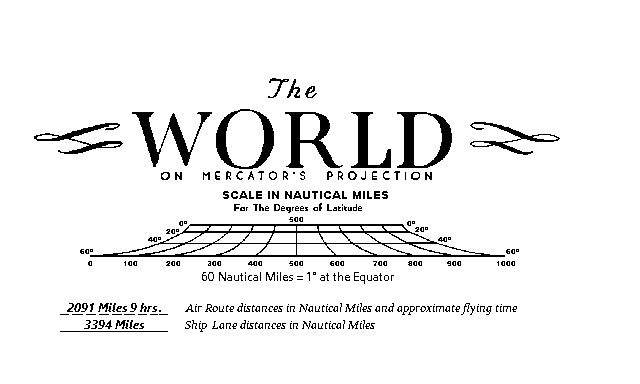 The
WORLD
ON MERCATOR'S PROJECTION
SCALE IN NAUTICAL MILES
For The Degrees of Latitude
0° 500 0°
20° 20°
40° 40°
60° 60°
0 100 200 300 400 500 600 700 800 900 1000
60 Nautical Miles = 1° at the Equator
2091 Miles 9 hrs. Air Route distances in Nautical Miles and approximate flying time
3394 Miles Ship Lane distances in Nautical Miles